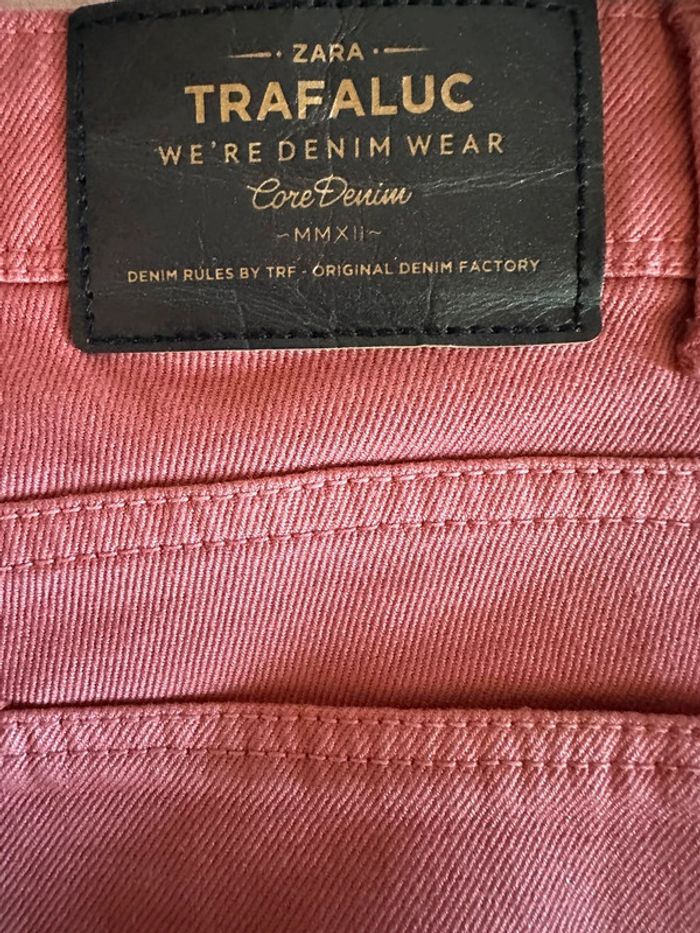 ZARA
TRAFALUC
WE'RE DENIM WEAR
Core Denim
~MMXII~
DENIM RULES BY TRF - ORIGINAL DENIM FACTORY